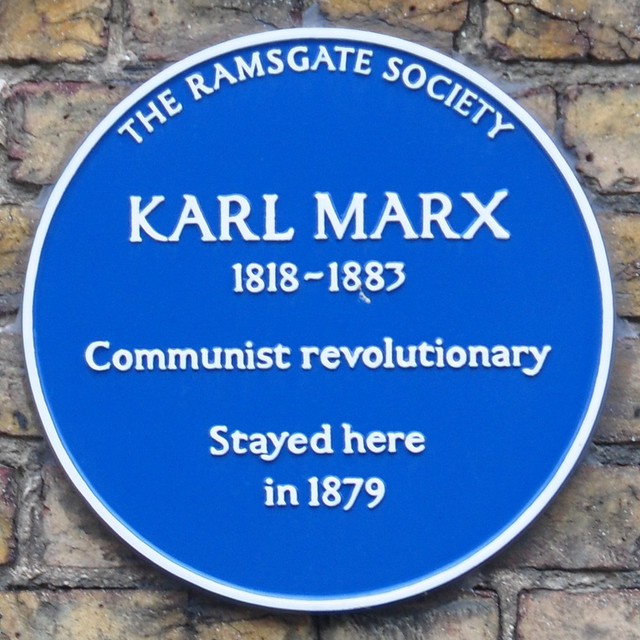 THE RAMSGATE SOCIETY
KARL MARX
1818~1883
Communist revolutionary
Stayed here
in 1879